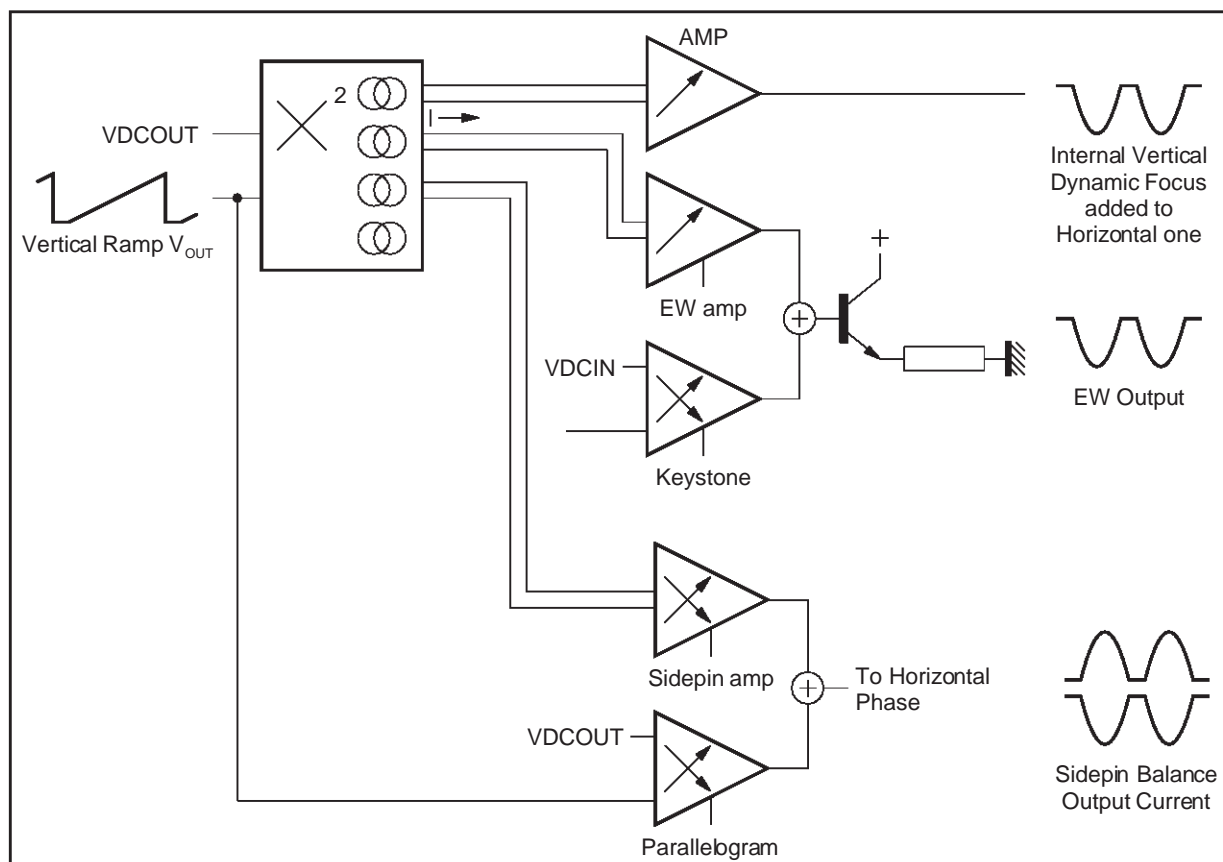 AMP
2
I
VDCOUT
Vertical Ramp VOUT
Internal Vertical
Dynamic Focus
added to
Horizontal one
+
EW amp
+
VDCIN
EW Output
Keystone
Sidepin amp
+
To Horizontal
Phase
VDCOUT
Sidepin Balance
Output Current
Parallelogram